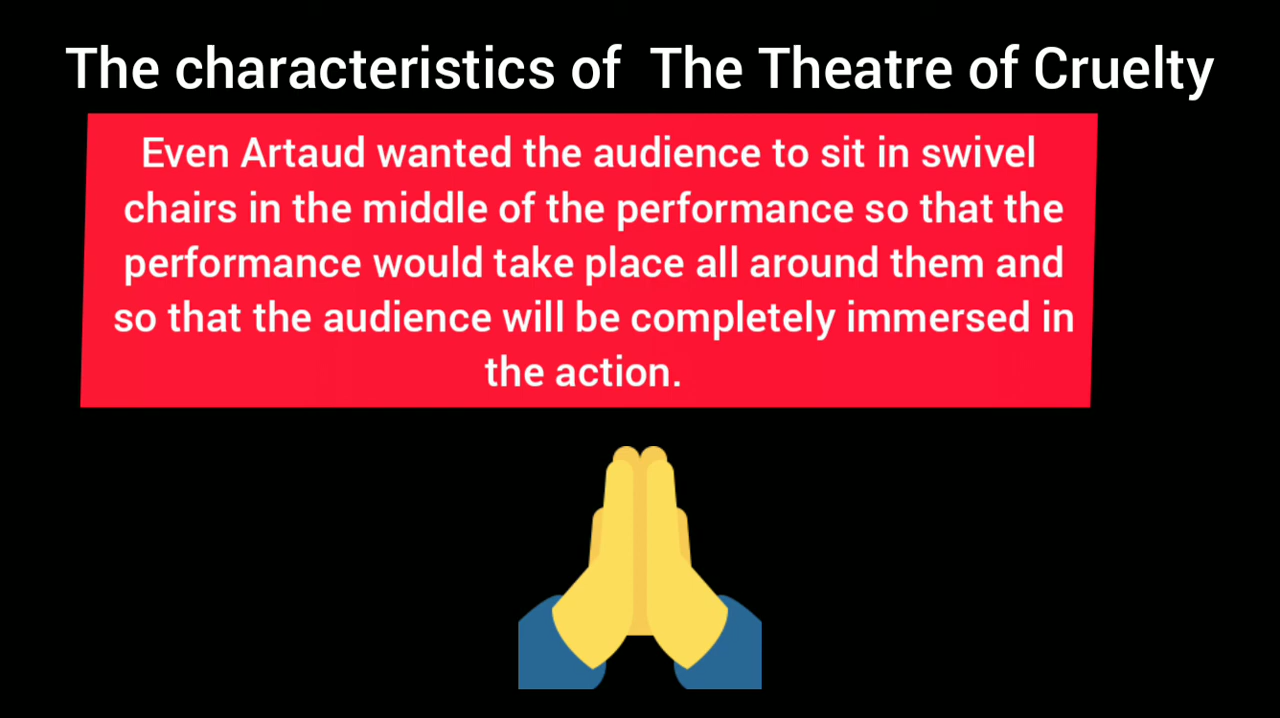 The characteristics of The Theatre of Cruelty
Even Artaud wanted the audience to sit in swivel
chairs in the middle of the performance so that the
performance would take place all around them and
so that the audience will be completely immersed in
the action.